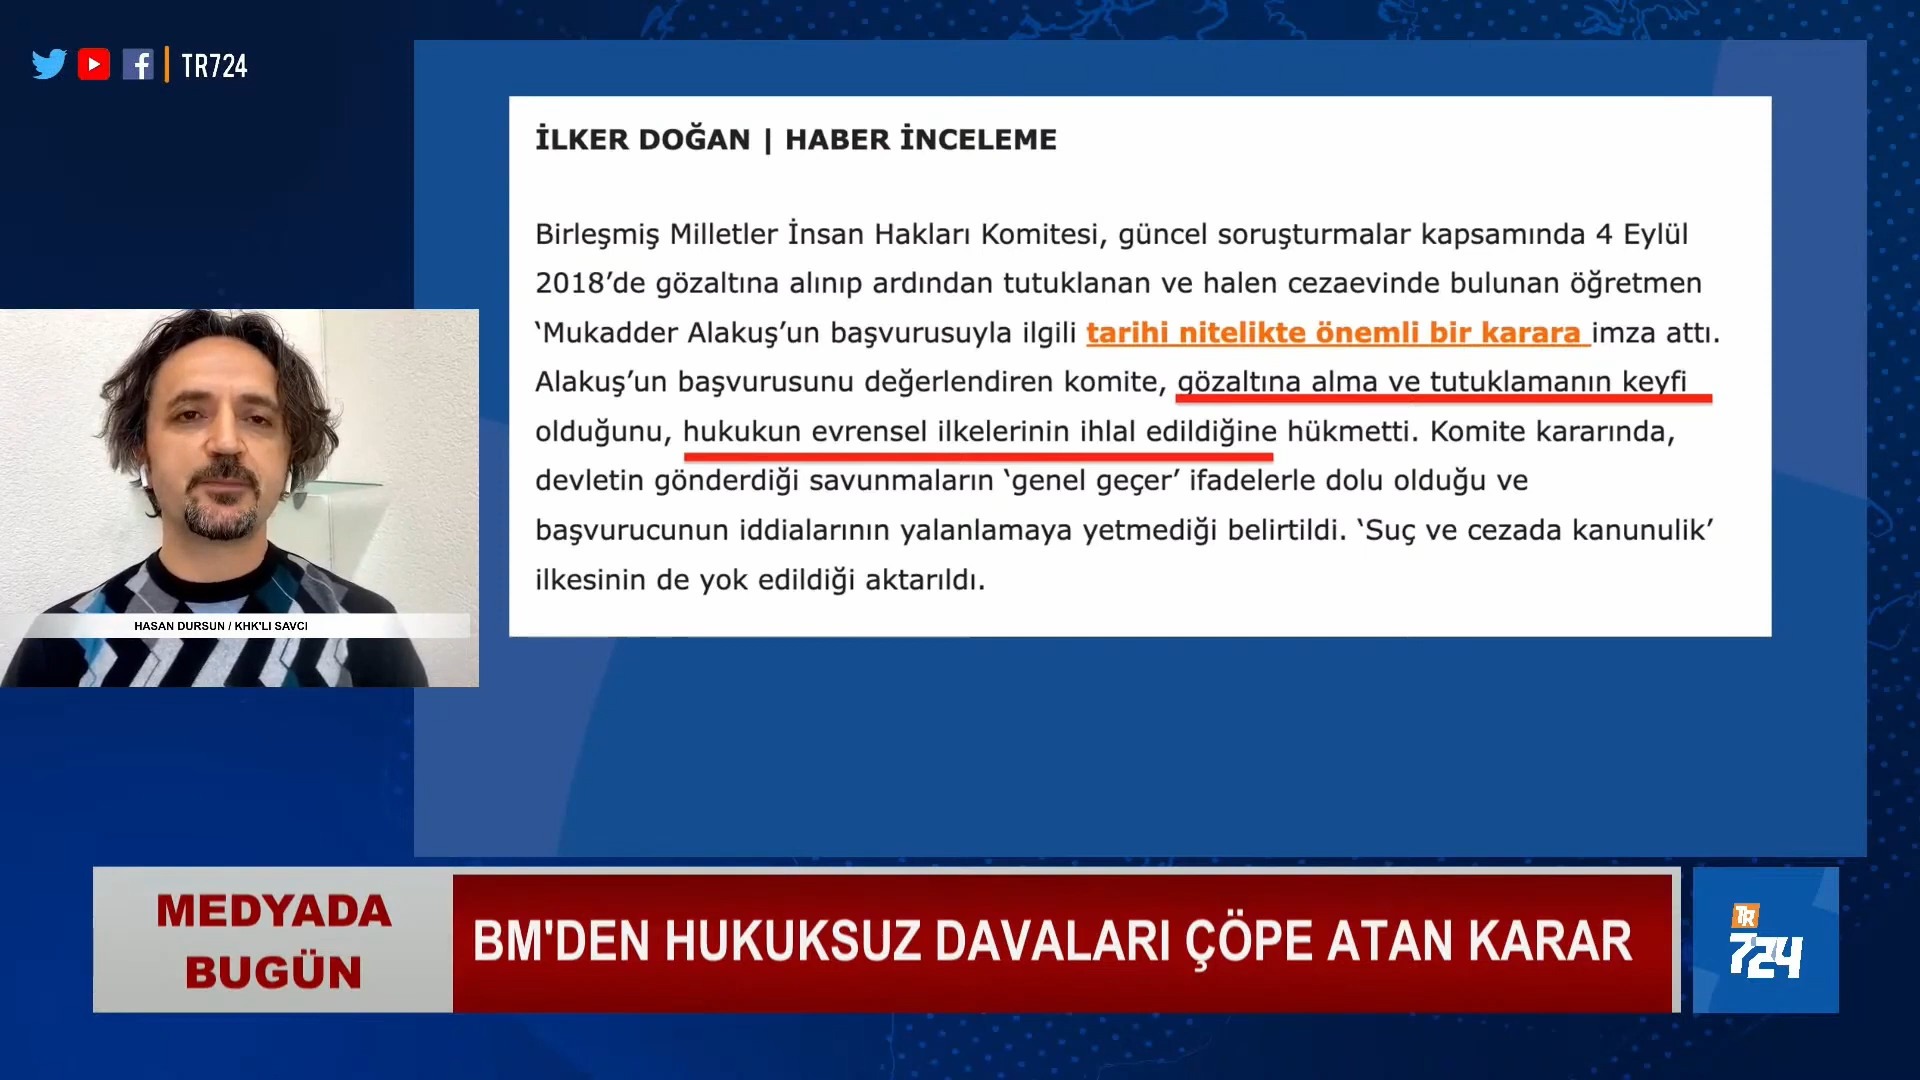 TR724
İLKER DOĞAN | HABER İNCELEME
Birleşmiş Milletler İnsan Hakları Komitesi, güncel soruşturmalar kapsamında 4 Eylül
2018’de gözaltına alınıp ardından tutuklanan ve halen cezaevinde bulunan öğretmen
‘Mukadder Alakuş’un başvurusuyla ilgili tarihi nitelikte önemli bir karara imza attı.
Alakuş’un başvurusunu değerlendiren komite, gözaltına alma ve tutuklamanın keyfi
olduğunu, hukukun evrensel ilkelerinin ihlal edildiğine hükmetti. Komite kararında,
devletin gönderdiği savunmaların ‘genel geçer’ ifadelerle dolu olduğu ve
başvurucunun iddialarının yalanlamaya yetmediği belirtildi. ‘Suç ve cezada kanunulik’
ilkesinin de yok edildiği aktarıldı.
HASAN DURSUN / KHK'LI SAVCI
MEDYADA
BUGÜN
BM'DEN HUKUKSUZ DAVALARI ÇÖPE ATAN KARAR
TR
724